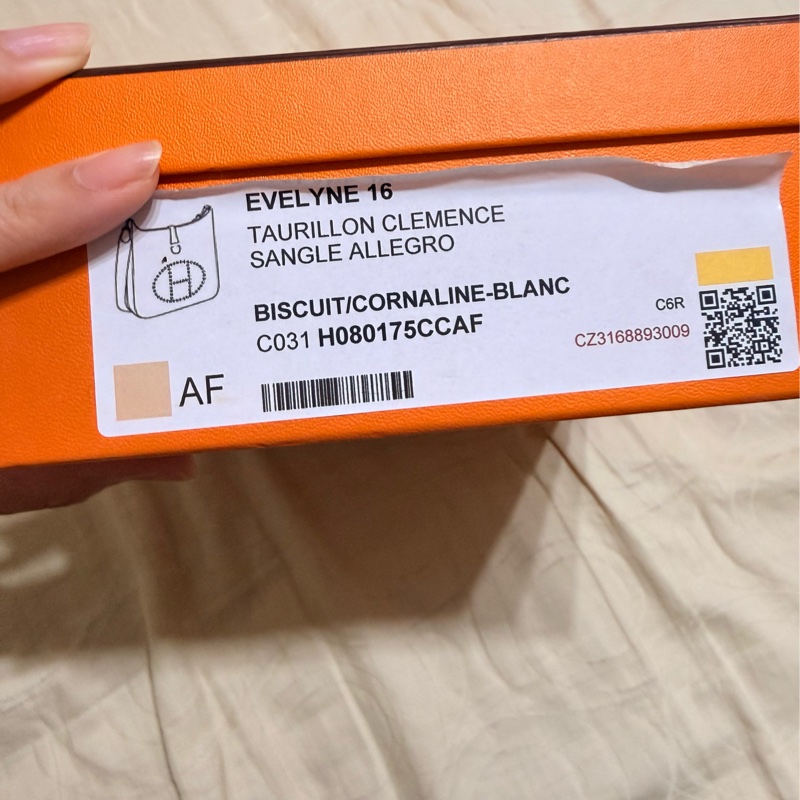 EVELYNE 16
TAURILLON CLEMENCE
SANGLE ALLEGRO
BISCUIT/CORNALINE-BLANC
C031 H080175CCAF
C6R
CZ3168893009
AF
H